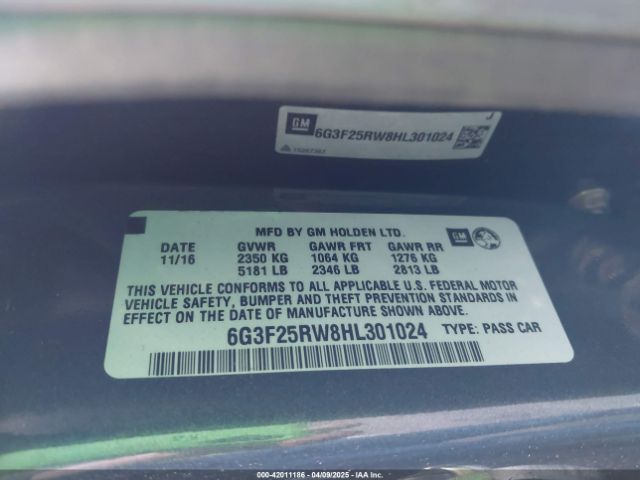 J
GM
6G3F25RW8HL301024
MFD BY GM HOLDEN LTD.
GM
DATE GVWR GAWR FRT GAWR RR
11/16 2350 KG 1064 KG 1276 KG
5181 LB 2346 LB 2813 LB
THIS VEHICLE CONFORMS TO ALL APPLICABLE U.S. FEDERAL MOTOR
VEHICLE SAFETY, BUMPER AND THEFT PREVENTION STANDARDS IN
EFFECT ON THE DATE OF MANUFACTURE SHOWN ABOVE.
6G3F25RW8HL301024 TYPE: PASS CAR
000-42011186 - 04/09/2025 - IAA Inc.